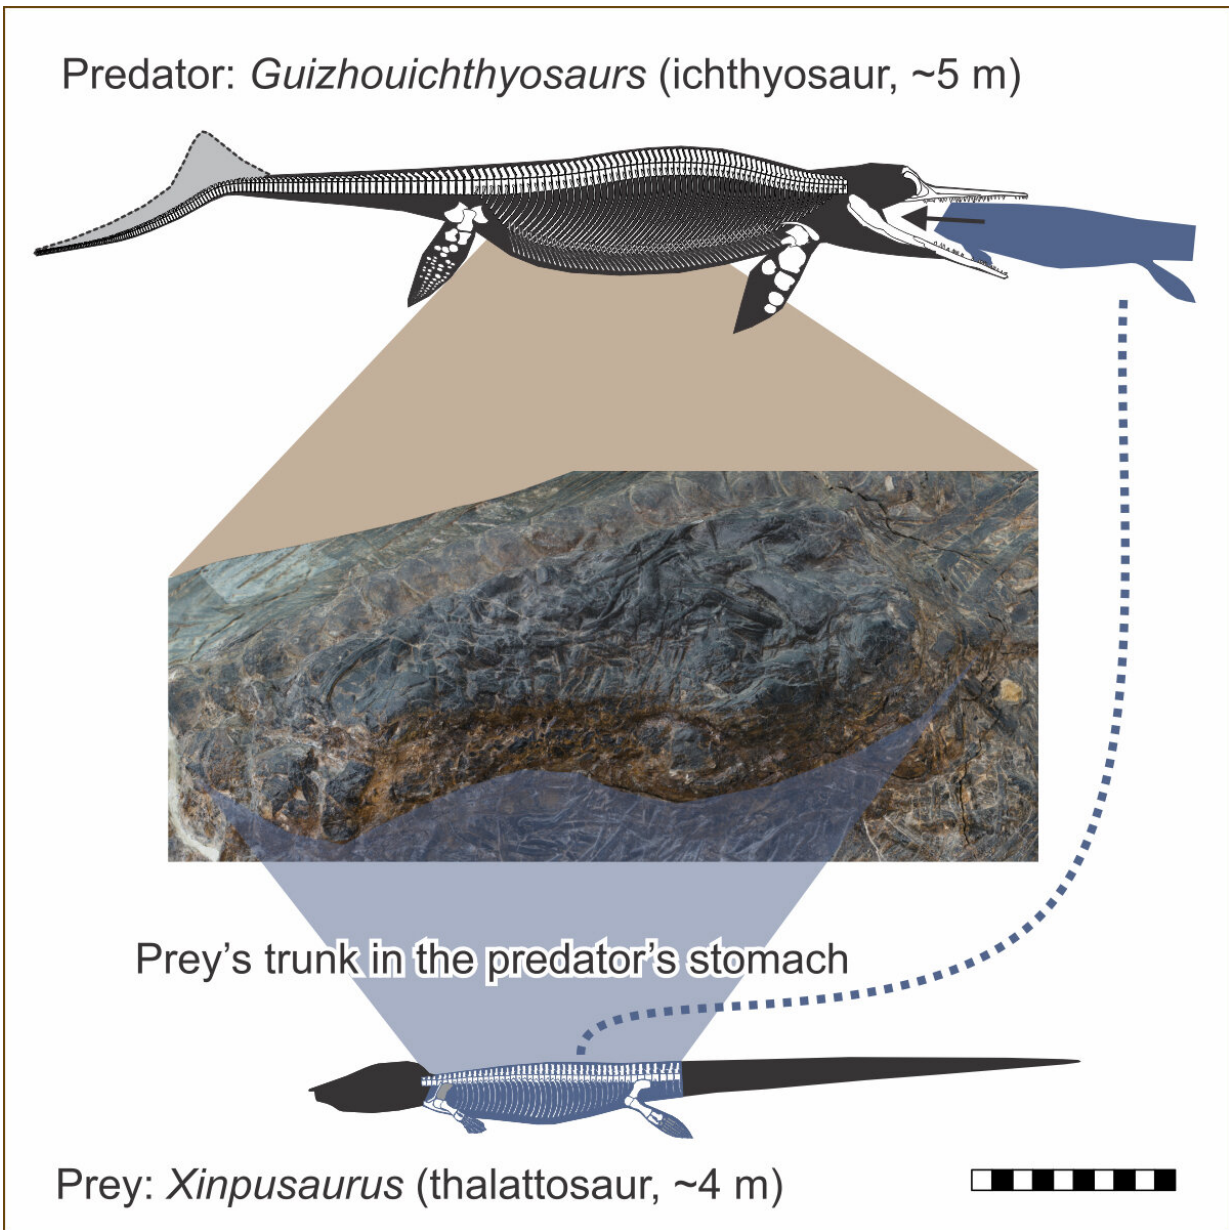 Predator: Guizhouichthyosaurs (ichthyosaur, ~5 m)
Prey’s trunk in the predator’s stomach
Prey: Xinpusaurus (thalattosaur, ~4 m)